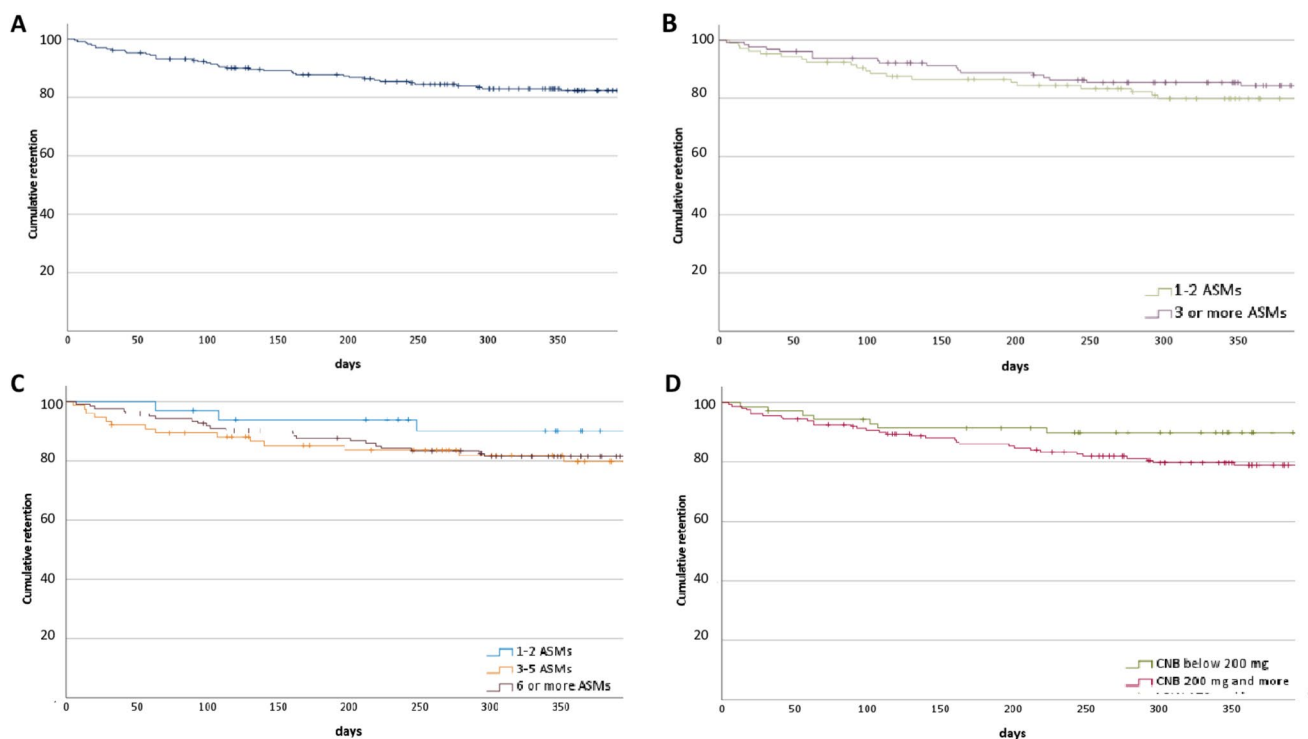 A
100
80
60
40
20
Cumulative retention
0 50 100 150 200 250 300 350
days
B
100
80
60
40
20
Cumulative retention
0 50 100 150 200 250 300 350
days
1-2 ASMs
3 or more ASMs
C
100
80
60
40
20
Cumulative retention
0 50 100 150 200 250 300 350
days
1-2 ASMs
3-5 ASMs
6 or more ASMs
D
100
80
60
40
20
Cumulative retention
0 50 100 150 200 250 300 350
days
CNB below 200 mg
CNB 200 mg and more